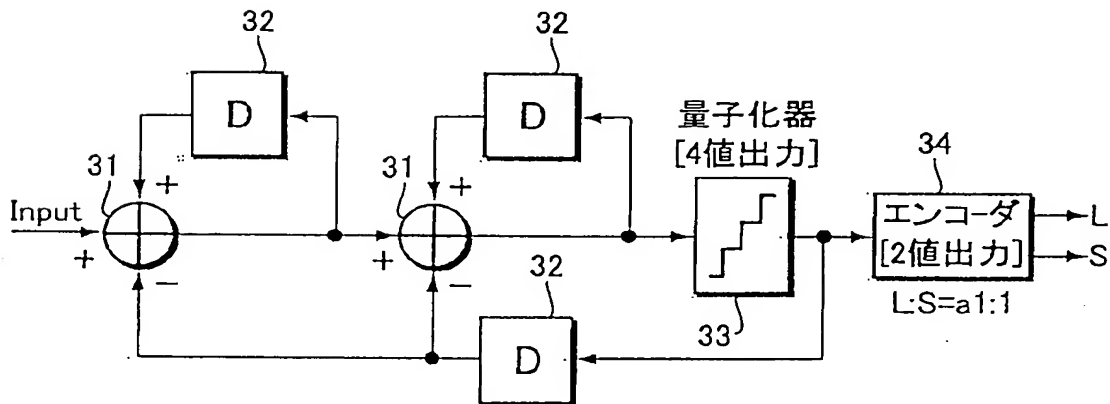 32
32
D
D
量子化器
[4値出力]
34
31
31
Input
+
+
+
+
−
−
エンコーダ
[2値出力]
L
S
L:S=a1:1
32
33
D